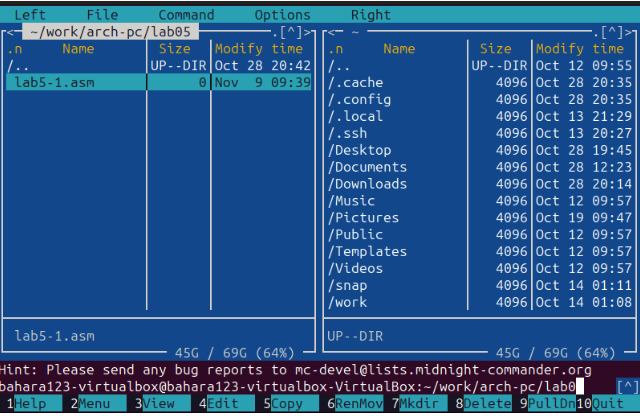 Left File Command Options Right
<─ ~/work/arch-pc/lab05 ─.[^]>
.n Name Size Modify time
/.. UP--DIR Oct 28 20:42
lab5-1.asm 0 Nov 9 09:39
lab5-1.asm
45G / 69G (64%)
<─ ~ ─.[^]>
.n Name Size Modify time
/.. UP--DIR Oct 12 09:55
/.cache 4096 Oct 28 20:35
/.config 4096 Oct 28 20:35
/.local 4096 Oct 13 21:29
/.ssh 4096 Oct 13 20:27
/Desktop 4096 Oct 28 19:45
/Documents 4096 Oct 28 12:23
/Downloads 4096 Oct 28 20:14
/Music 4096 Oct 12 09:57
/Pictures 4096 Oct 19 09:47
/Public 4096 Oct 12 09:57
/Templates 4096 Oct 12 09:57
/Videos 4096 Oct 12 09:57
/snap 4096 Oct 14 01:11
/work 4096 Oct 14 01:08
UP--DIR
45G / 69G (64%)
Hint: Please send any bug reports to mc-devel@lists.midnight-commander.org
bahara123-virtualbox@bahara123-virtualbox-VirtualBox:~/work/arch-pc/lab0 [^]
1Help 2Menu 3View 4Edit 5Copy 6RenMov 7Mkdir 8Delete 9PullDn 10Quit